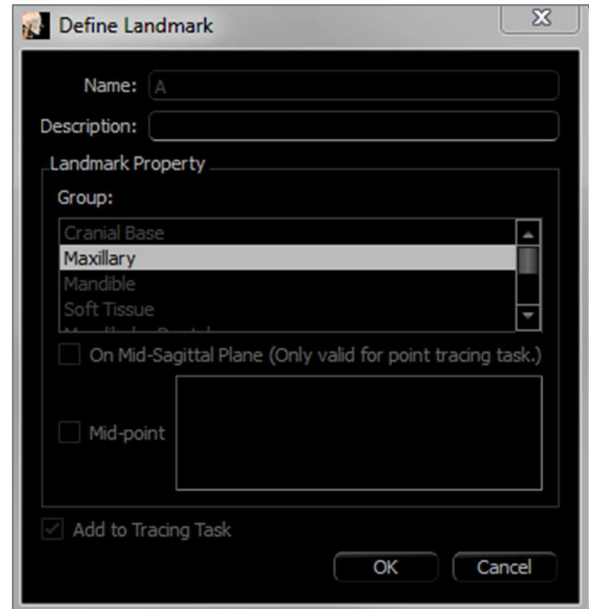 Define Landmark
Name: A
Description:
Landmark Property
Group:
Cranial Base
Maxillary
Mandible
Soft Tissue
On Mid-Sagittal Plane (Only valid for point tracing task.)
Mid-point
Add to Tracing Task
OK Cancel